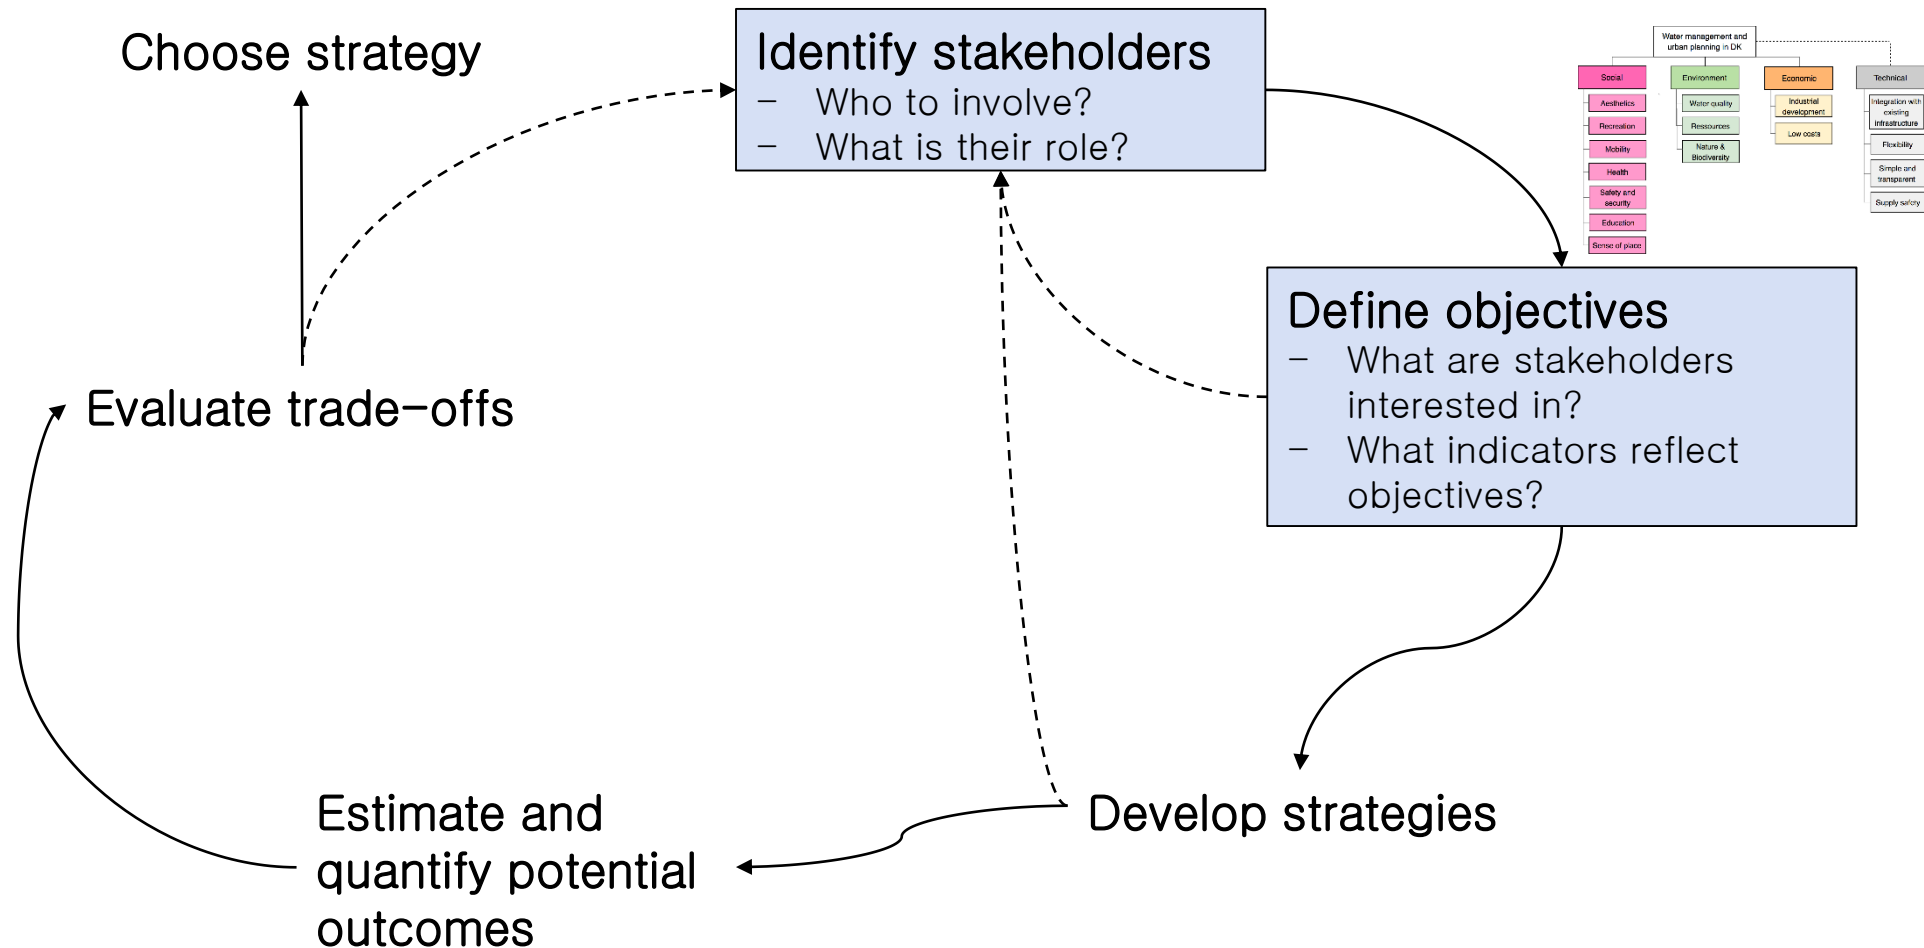 Choose strategy
Identify stakeholders
– Who to involve?
– What is their role?
Water management and
urban planning in DK
Social
Aesthetics
Recreation
Mobility
Health
Safety and
security
Education
Sense of place
Environment
Water quality
Ressources
Nature &
Biodiversity
Economic
Industrial
development
Low costs
Technical
Integration with
existing
infrastructure
Flexibility
Simple and
transparent
Supply safety
Define objectives
– What are stakeholders
interested in?
– What indicators reflect
objectives?
Evaluate trade-offs
Develop strategies
Estimate and
quantify potential
outcomes